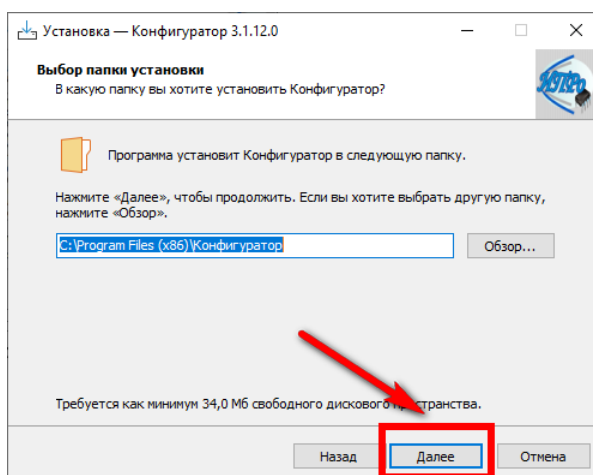 Установка — Конфигуратор 3.1.12.0
Выбор папки установки
В какую папку вы хотите установить Конфигуратор?
Программа установит Конфигуратор в следующую папку.
Нажмите «Далее», чтобы продолжить. Если вы хотите выбрать другую папку,
нажмите «Обзор».
C:\Program Files (x86)\Конфигуратор
Обзор...
Требуется как минимум 34,0 Мб свободного дискового пространства.
Назад
Далее
Отмена